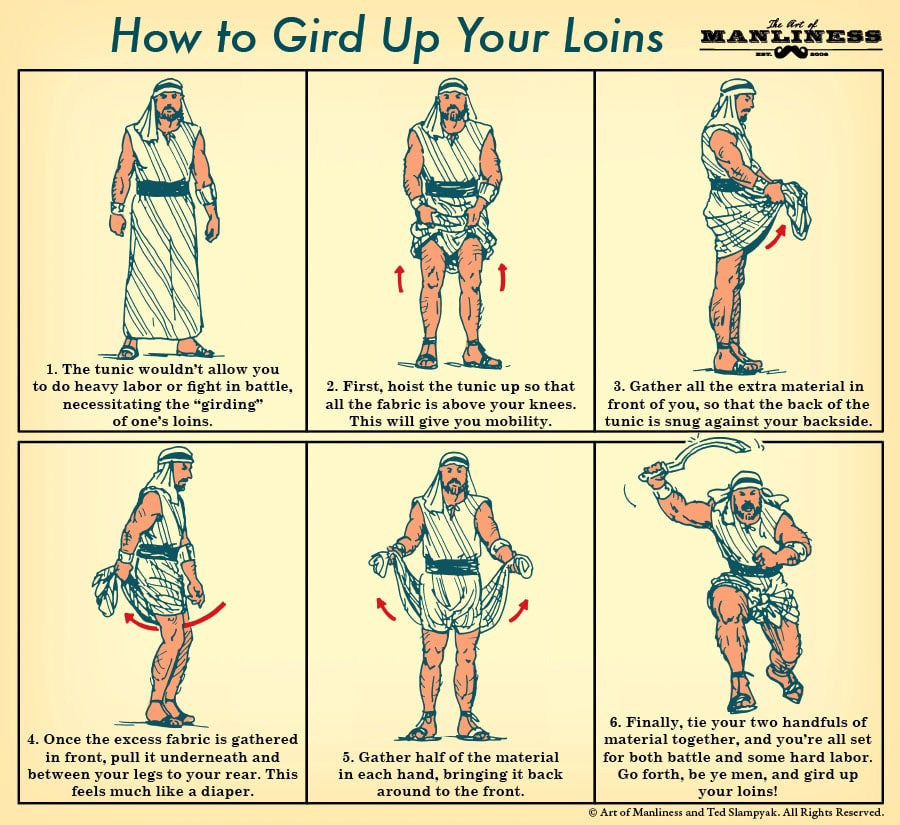 How to Gird Up Your Loins
The Art of
MANLINESS
EST. 2008
1. The tunic wouldn't allow you
to do heavy labor or fight in battle,
necessitating the “girding”
of one's loins.
2. First, hoist the tunic up so that
all the fabric is above your knees.
This will give you mobility.
3. Gather all the extra material in
front of you, so that the back of the
tunic is snug against your backside.
4. Once the excess fabric is gathered
in front, pull it underneath and
between your legs to your rear. This
feels much like a diaper.
5. Gather half of the material
in each hand, bringing it back
around to the front.
6. Finally, tie your two handfuls of
material together, and you're all set
for both battle and some hard labor.
Go forth, be ye men, and gird up
your loins!
© Art of Manliness and Ted Slampyak. All Rights Reserved.